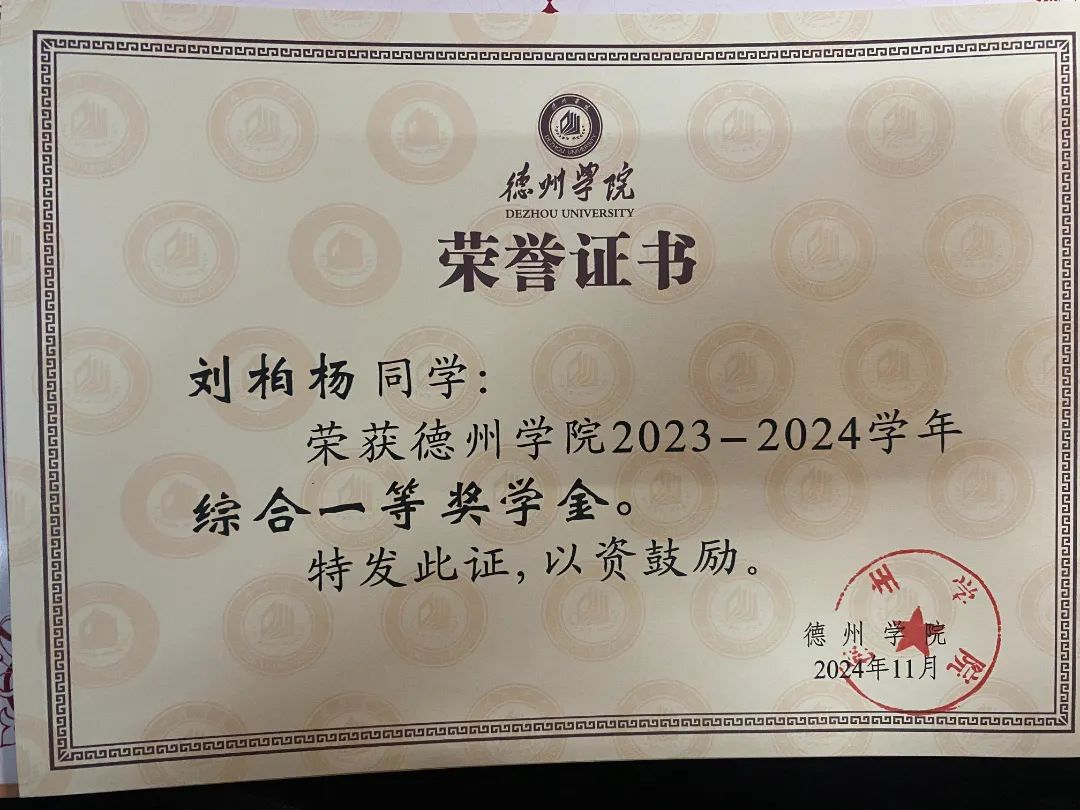 德州学院
DEZHOU UNIVERSITY
荣誉证书
刘柏杨 同学:
荣获德州学院2023-2024学年
综合一等奖学金。
特发此证,以资鼓励。
德州学院
2024年11月